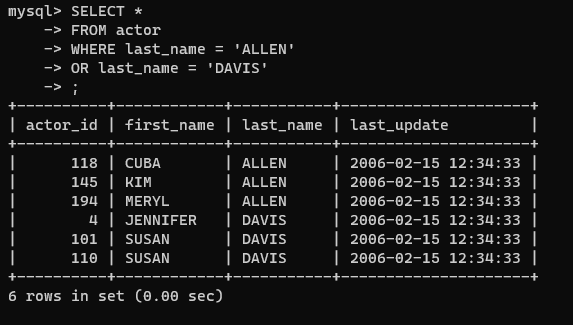 mysql> SELECT *
    -> FROM actor
    -> WHERE last_name = 'ALLEN'
    -> OR last_name = 'DAVIS'
    -> ;
+----------+------------+-----------+---------------------+
| actor_id | first_name | last_name | last_update         |
+----------+------------+-----------+---------------------+
|      118 | CUBA       | ALLEN     | 2006-02-15 12:34:33 |
|      145 | KIM        | ALLEN     | 2006-02-15 12:34:33 |
|      194 | MERYL      | ALLEN     | 2006-02-15 12:34:33 |
|        4 | JENNIFER   | DAVIS     | 2006-02-15 12:34:33 |
|      101 | SUSAN      | DAVIS     | 2006-02-15 12:34:33 |
|      110 | SUSAN      | DAVIS     | 2006-02-15 12:34:33 |
+----------+------------+-----------+---------------------+
6 rows in set (0.00 sec)